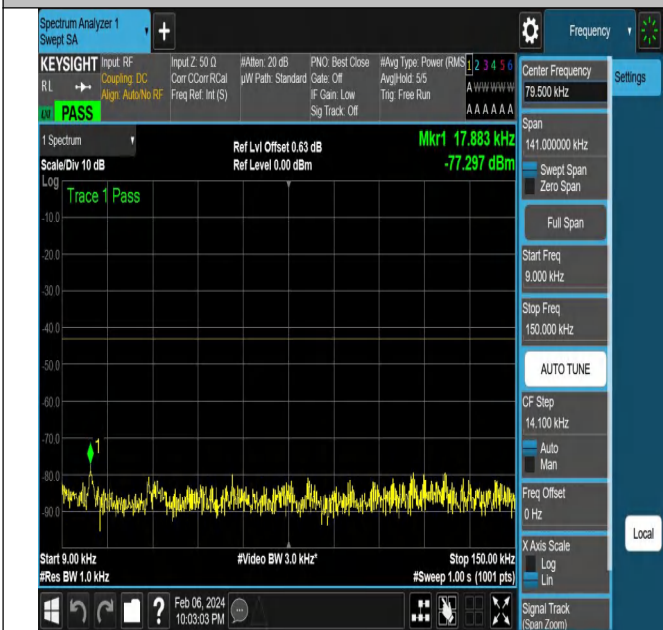 Spectrum Analyzer 1
Swept SA
Frequency
KEYSIGHT
RL
LXI
PASS
Input: RF
Coupling: DC
Align: Auto/No RF
Input Z: 50 Ω
Corr CCorr RCal
Freq Ref: Int (S)
#Atten: 20 dB
µW Path: Standard
PNO: Best Close
Gate: Off
IF Gain: Low
Sig Track: Off
#Avg Type: Power (RMS
Avg|Hold: 5/5
Trig: Free Run
1 2 3 4 5 6
A W W W W W
A A A A A A
1 Spectrum
Scale/Div 10 dB
Log
Ref Lvl Offset 0.63 dB
Ref Level 0.00 dBm
Mkr1 17.883 kHz
-77.297 dBm
Trace 1 Pass
-10.0
-20.0
-30.0
-40.0
-50.0
-60.0
-70.0
-80.0
-90.0
1
Start 9.00 kHz
#Res BW 1.0 kHz
#Video BW 3.0 kHz*
Stop 150.00 kHz
#Sweep 1.00 s (1001 pts)
Center Frequency
79.500 kHz
Settings
Span
141.000000 kHz
Swept Span
Zero Span
Full Span
Start Freq
9.000 kHz
Stop Freq
150.000 kHz
AUTO TUNE
CF Step
14.100 kHz
Auto
Man
Freq Offset
0 Hz
X Axis Scale
Log
Lin
Local
Signal Track
(Span Zoom)
?
Feb 06, 2024
10:03:03 PM